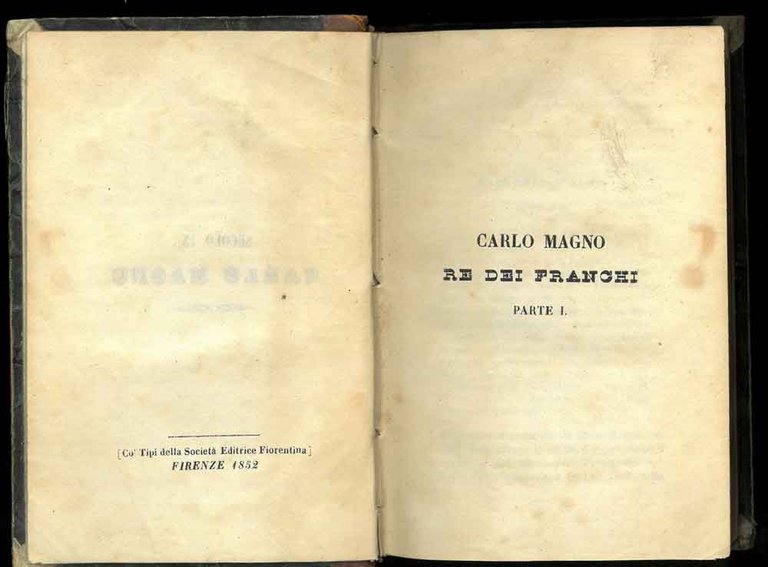 [Co' Tipi della Società Editrice Fiorentina]
FIRENZE 1852
CARLO MAGNO
RE DEI FRANCHI
PARTE I.